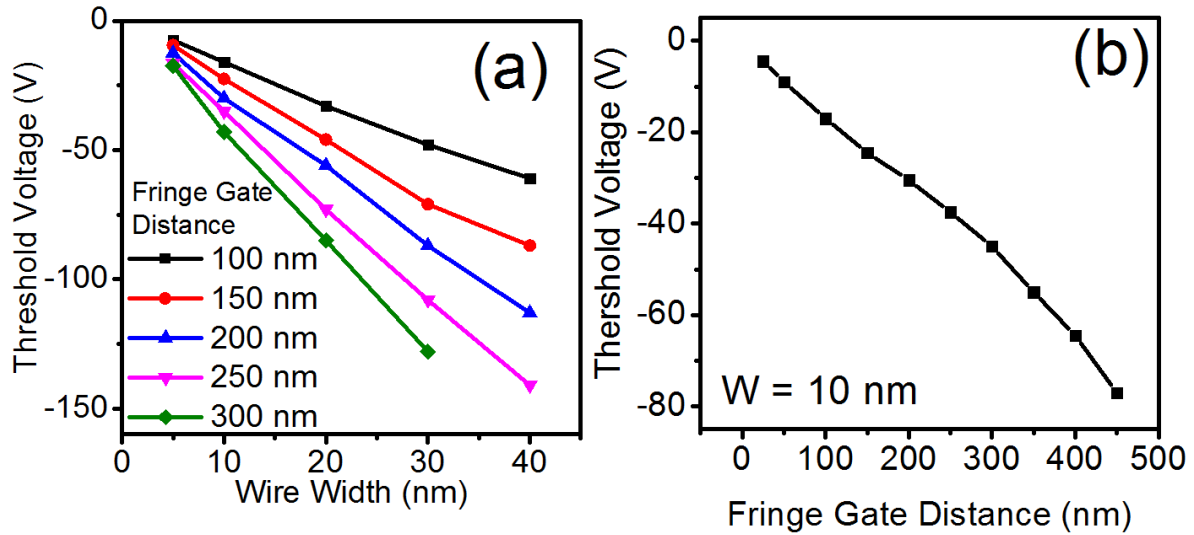 (a)
Threshold Voltage (V)
0
-50
-100
-150
Fringe Gate
Distance
100 nm
150 nm
200 nm
250 nm
300 nm
0 10 20 30 40
Wire Width (nm)
(b)
Thershold Voltage (V)
0
-20
-40
-60
-80
W = 10 nm
0 100 200 300 400 500
Fringe Gate Distance (nm)